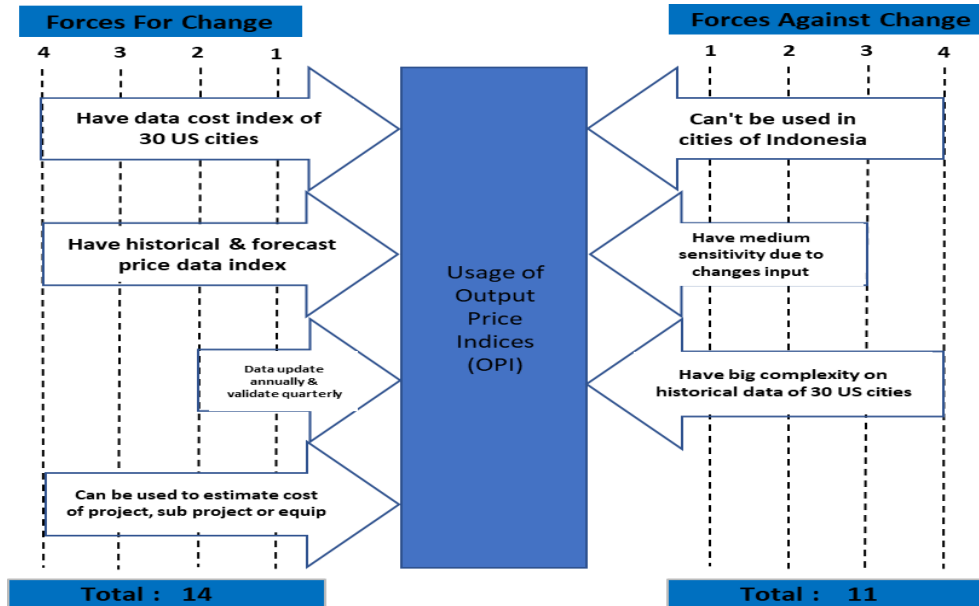 Forces For Change
Forces Against Change
4 3 2 1
1 2 3 4
Have data cost index of
30 US cities
Have historical & forecast
price data index
Data update
annually &
validate quarterly
Can be used to estimate cost
of project, sub project or equip
Usage of
Output
Price
Indices
(OPI)
Can't be used in
cities of Indonesia
Have medium
sensitivity due to
changes input
Have big complexity on
historical data of 30 US cities
Total : 14
Total : 11